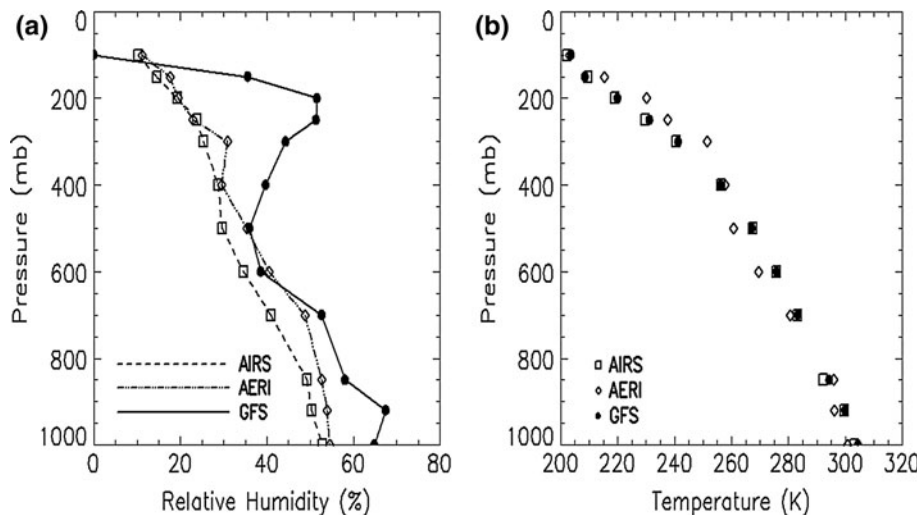 (a)
0
200
400
600
800
1000
Pressure (mb)
AIRS
AERI
GFS
0 20 40 60 80
Relative Humidity (%)
(b)
0
200
400
600
800
1000
Pressure (mb)
AIRS
AERI
GFS
200 220 240 260 280 300 320
Temperature (K)